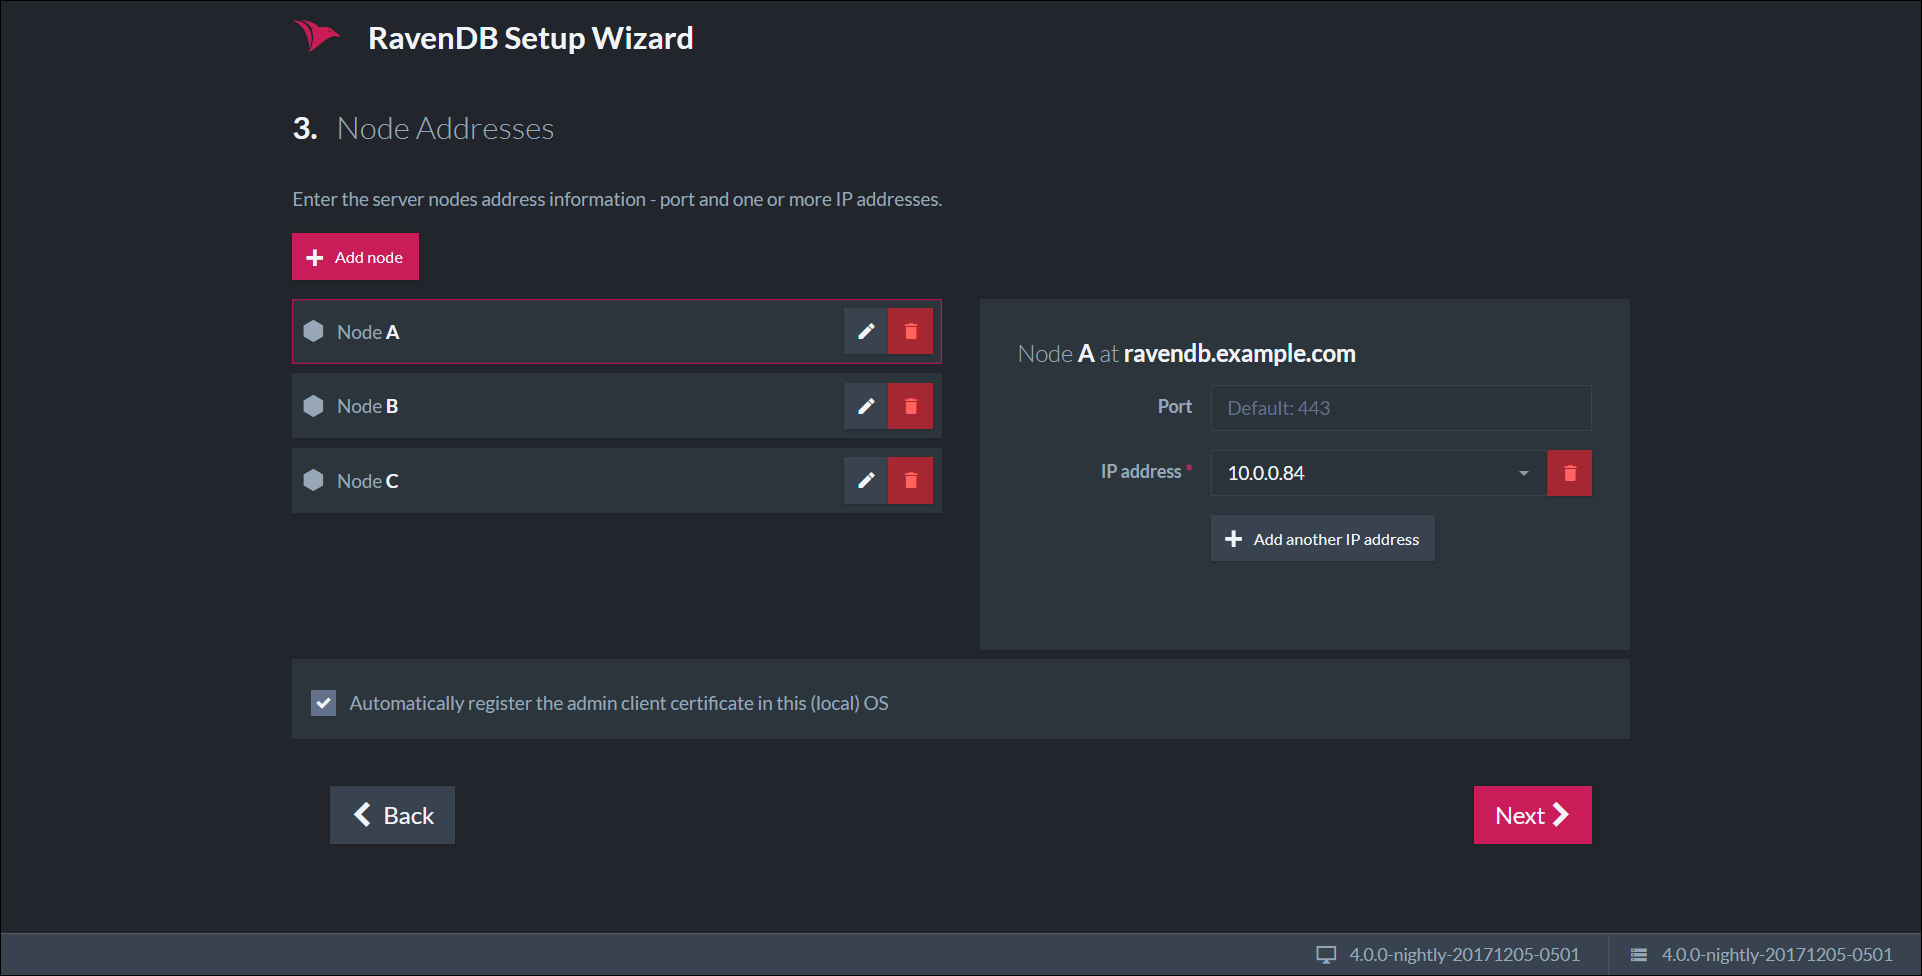 RavenDB Setup Wizard
3. Node Addresses
Enter the server nodes address information - port and one or more IP addresses.
Add node
Node A
Node B
Node C
Node A at ravendb.example.com
Port Default: 443
IP address * 10.0.0.84
Add another IP address
Automatically register the admin client certificate in this (local) OS
Back
Next
4.0.0-nightly-20171205-0501
4.0.0-nightly-20171205-0501